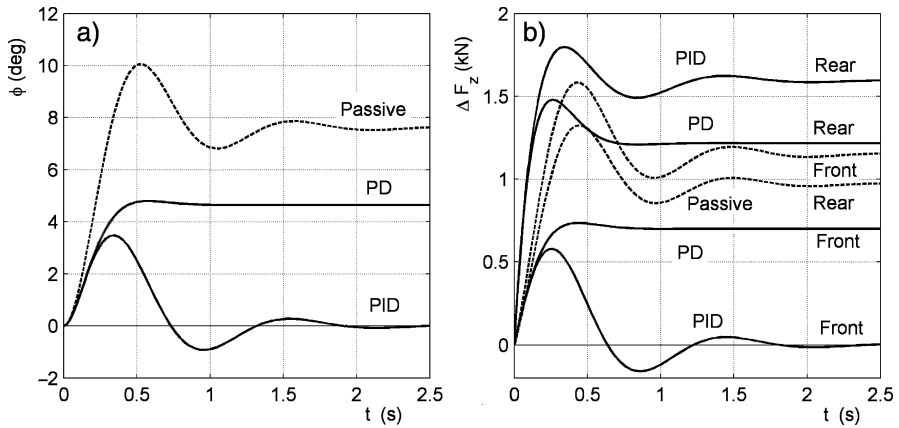 a)
φ (deg)
12
10
8
6
4
2
0
−2
0 0.5 1 1.5 2 2.5
t (s)
Passive
PD
PID
b)
Δ F_z (kN)
2
1.5
1
0.5
0
0 0.5 1 1.5 2 2.5
t (s)
PID Rear
PD Rear
Front
Passive Rear
Front
PD
PID Front